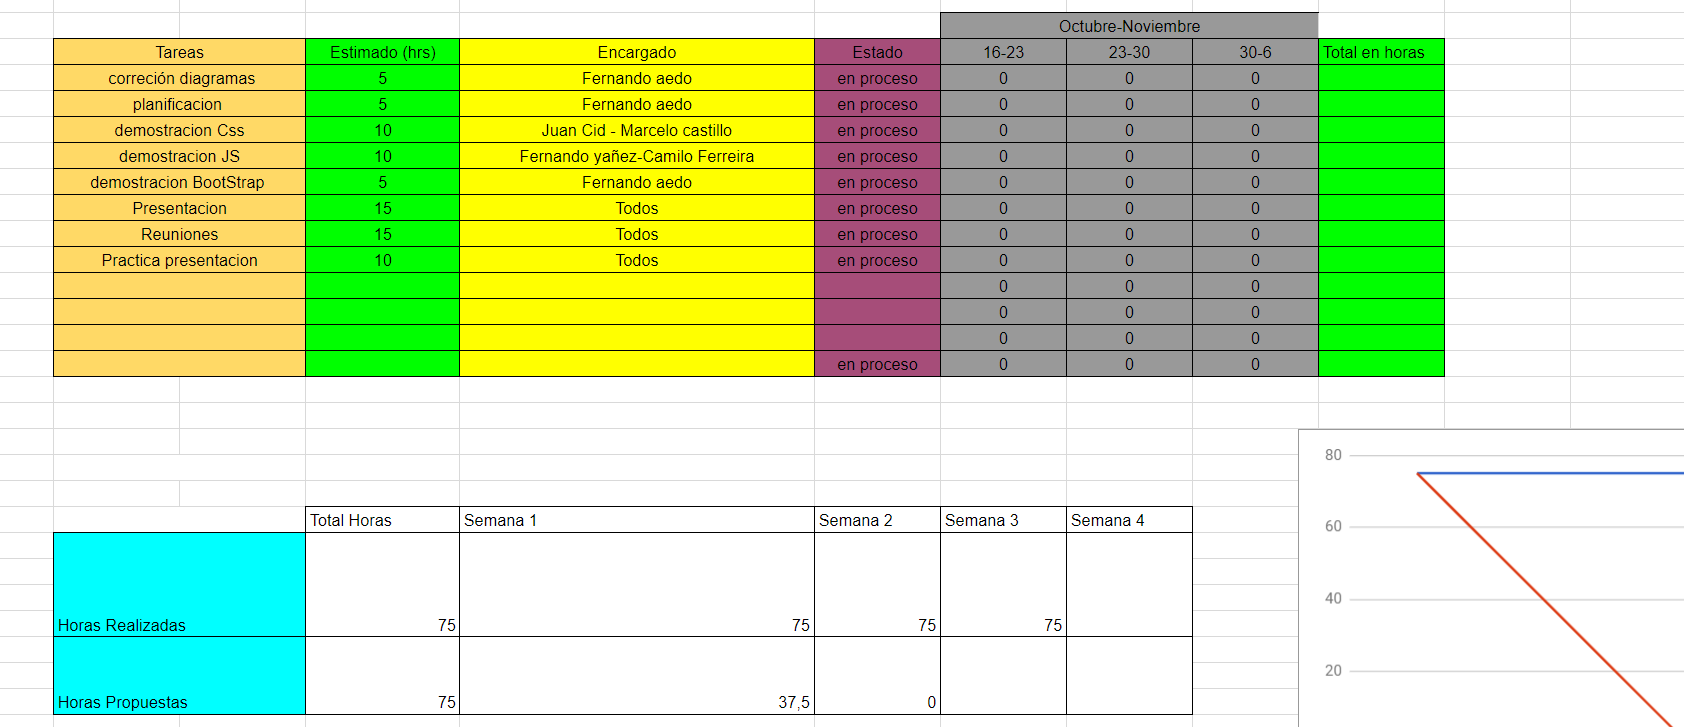 Octubre-Noviembre
Tareas Estimado (hrs) Encargado Estado 16-23 23-30 30-6 Total en horas
correción diagramas 5 Fernando aedo en proceso 0 0 0
planificacion 5 Fernando aedo en proceso 0 0 0
demostracion Css 10 Juan Cid - Marcelo castillo en proceso 0 0 0
demostracion JS 10 Fernando yañez-Camilo Ferreira en proceso 0 0 0
demostracion BootStrap 5 Fernando aedo en proceso 0 0 0
Presentacion 15 Todos en proceso 0 0 0
Reuniones 15 Todos en proceso 0 0 0
Practica presentacion 10 Todos en proceso 0 0 0
0 0 0
0 0 0
0 0 0
en proceso 0 0 0
Total Horas Semana 1 Semana 2 Semana 3 Semana 4
Horas Realizadas 75 75 75 75
Horas Propuestas 75 37,5 0
80
60
40
20